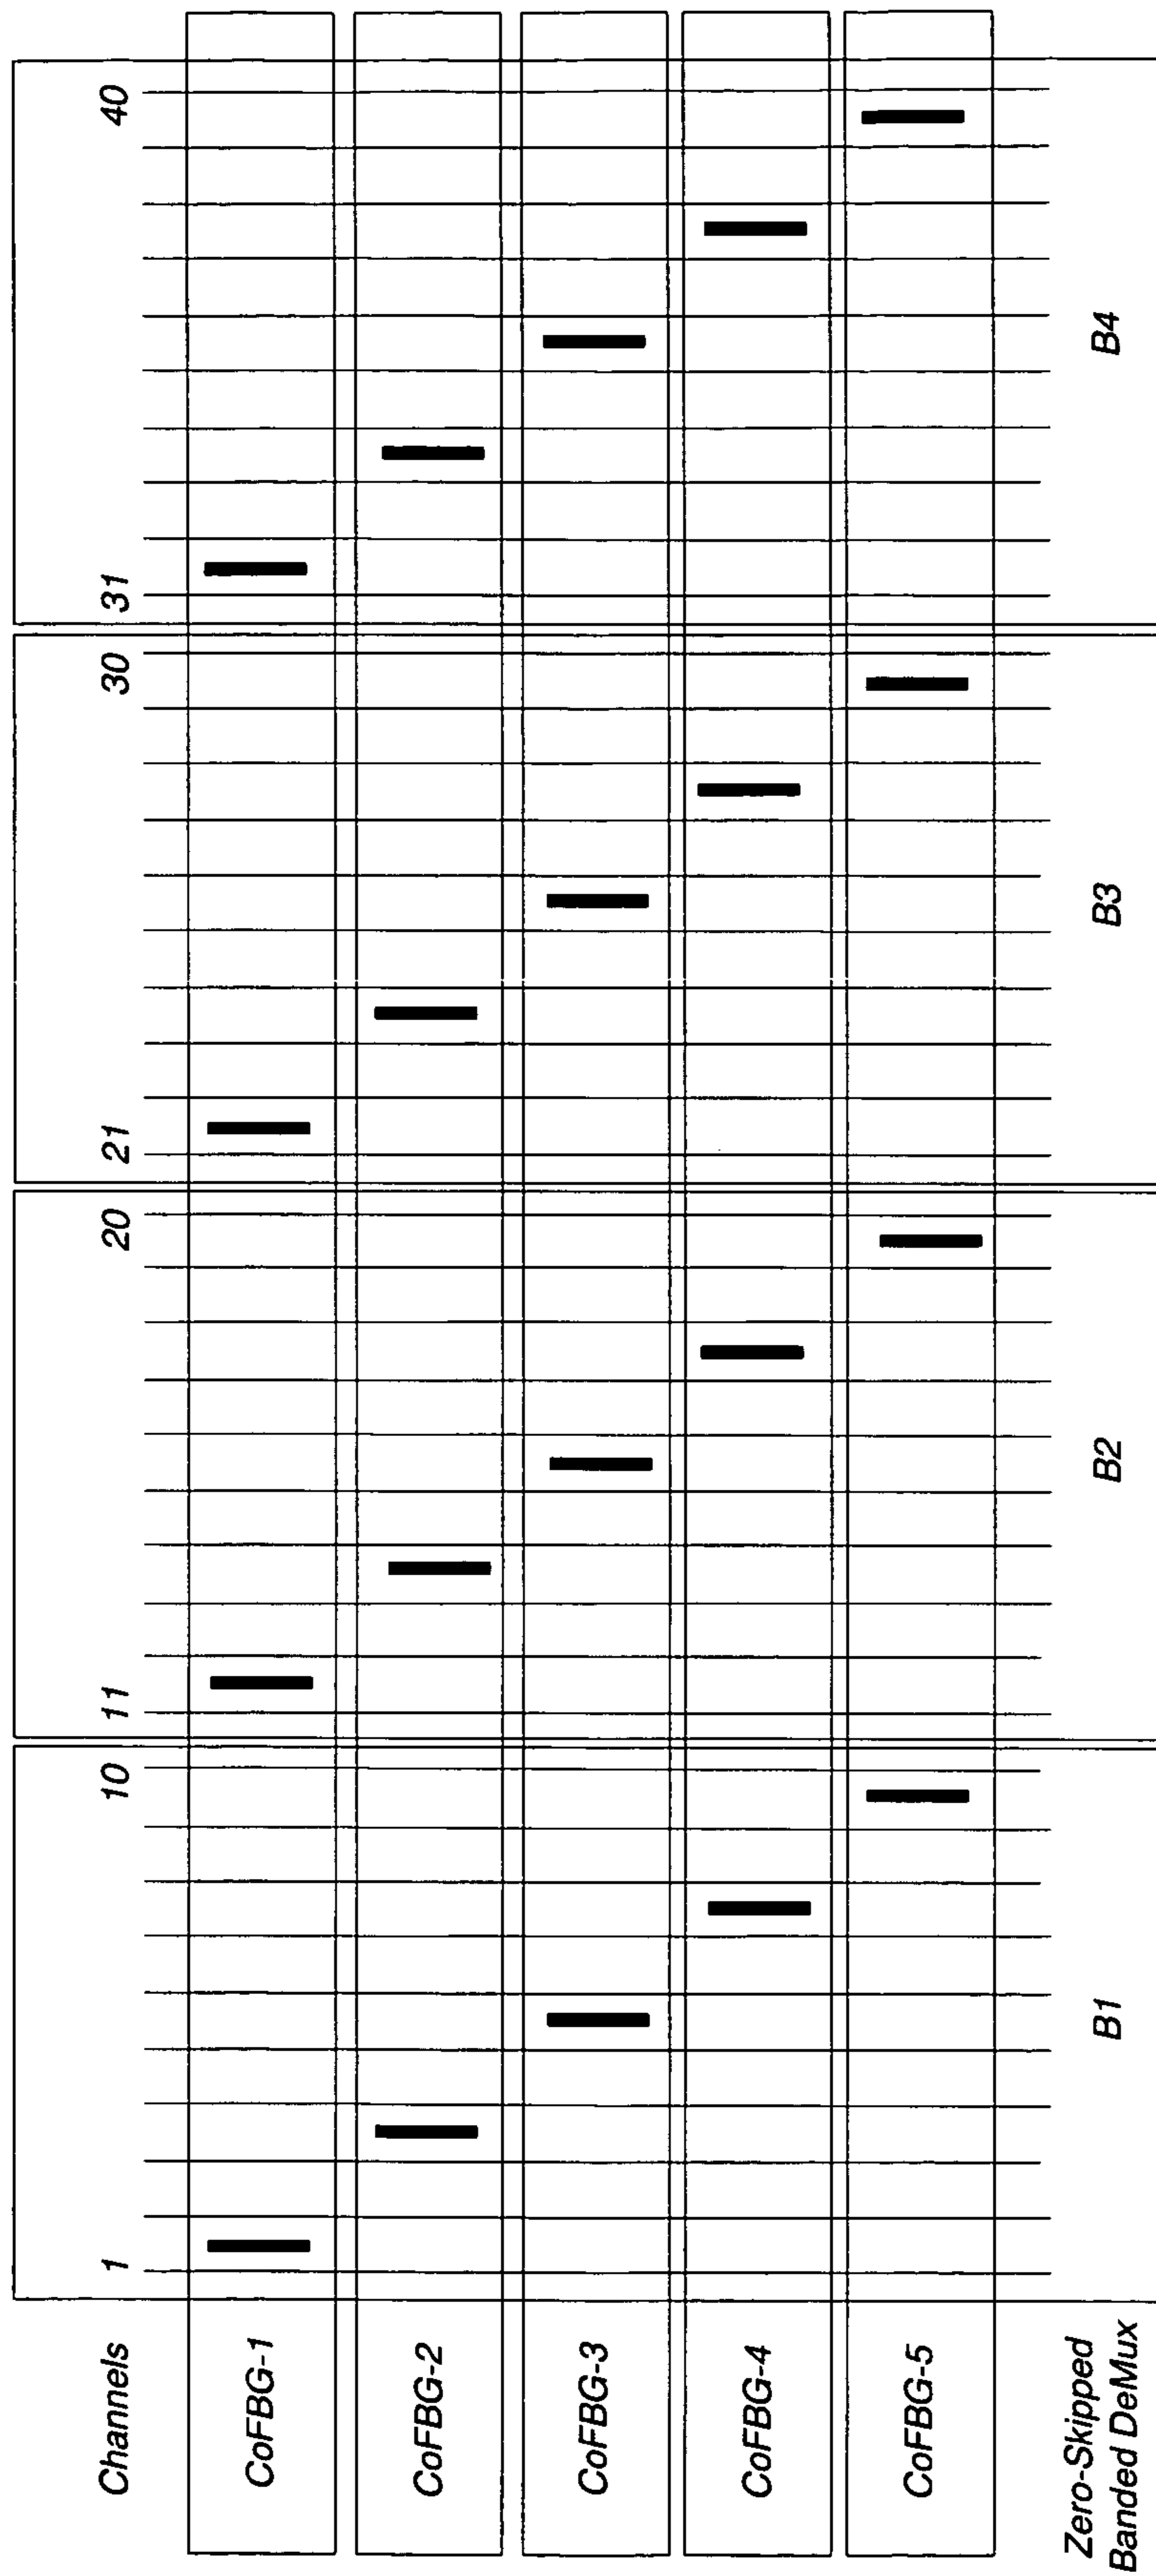 Channels 1 10 11 20 21 30 31 40
CoFBG-1
CoFBG-2
CoFBG-3
CoFBG-4
CoFBG-5
Zero-Skipped
Banded DeMux B1 B2 B3 B4